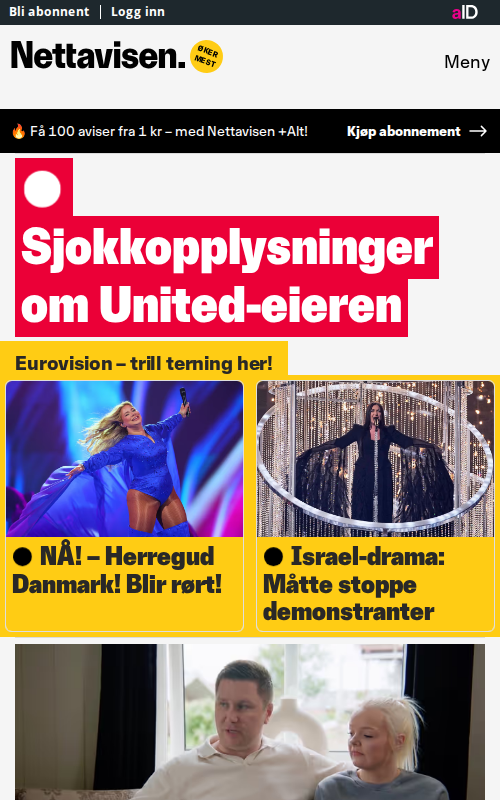 Bli abonnent | Logg inn
aID
Nettavisen.
ØKER
MEST
Meny
🔥 Få 100 aviser fra 1 kr – med Nettavisen +Alt!
Kjøp abonnement →
Sjokkopplysninger
om United-eieren
Eurovision – trill terning her!
● NÅ! – Herregud
Danmark! Blir rørt!
● Israel-drama:
Måtte stoppe
demonstranter